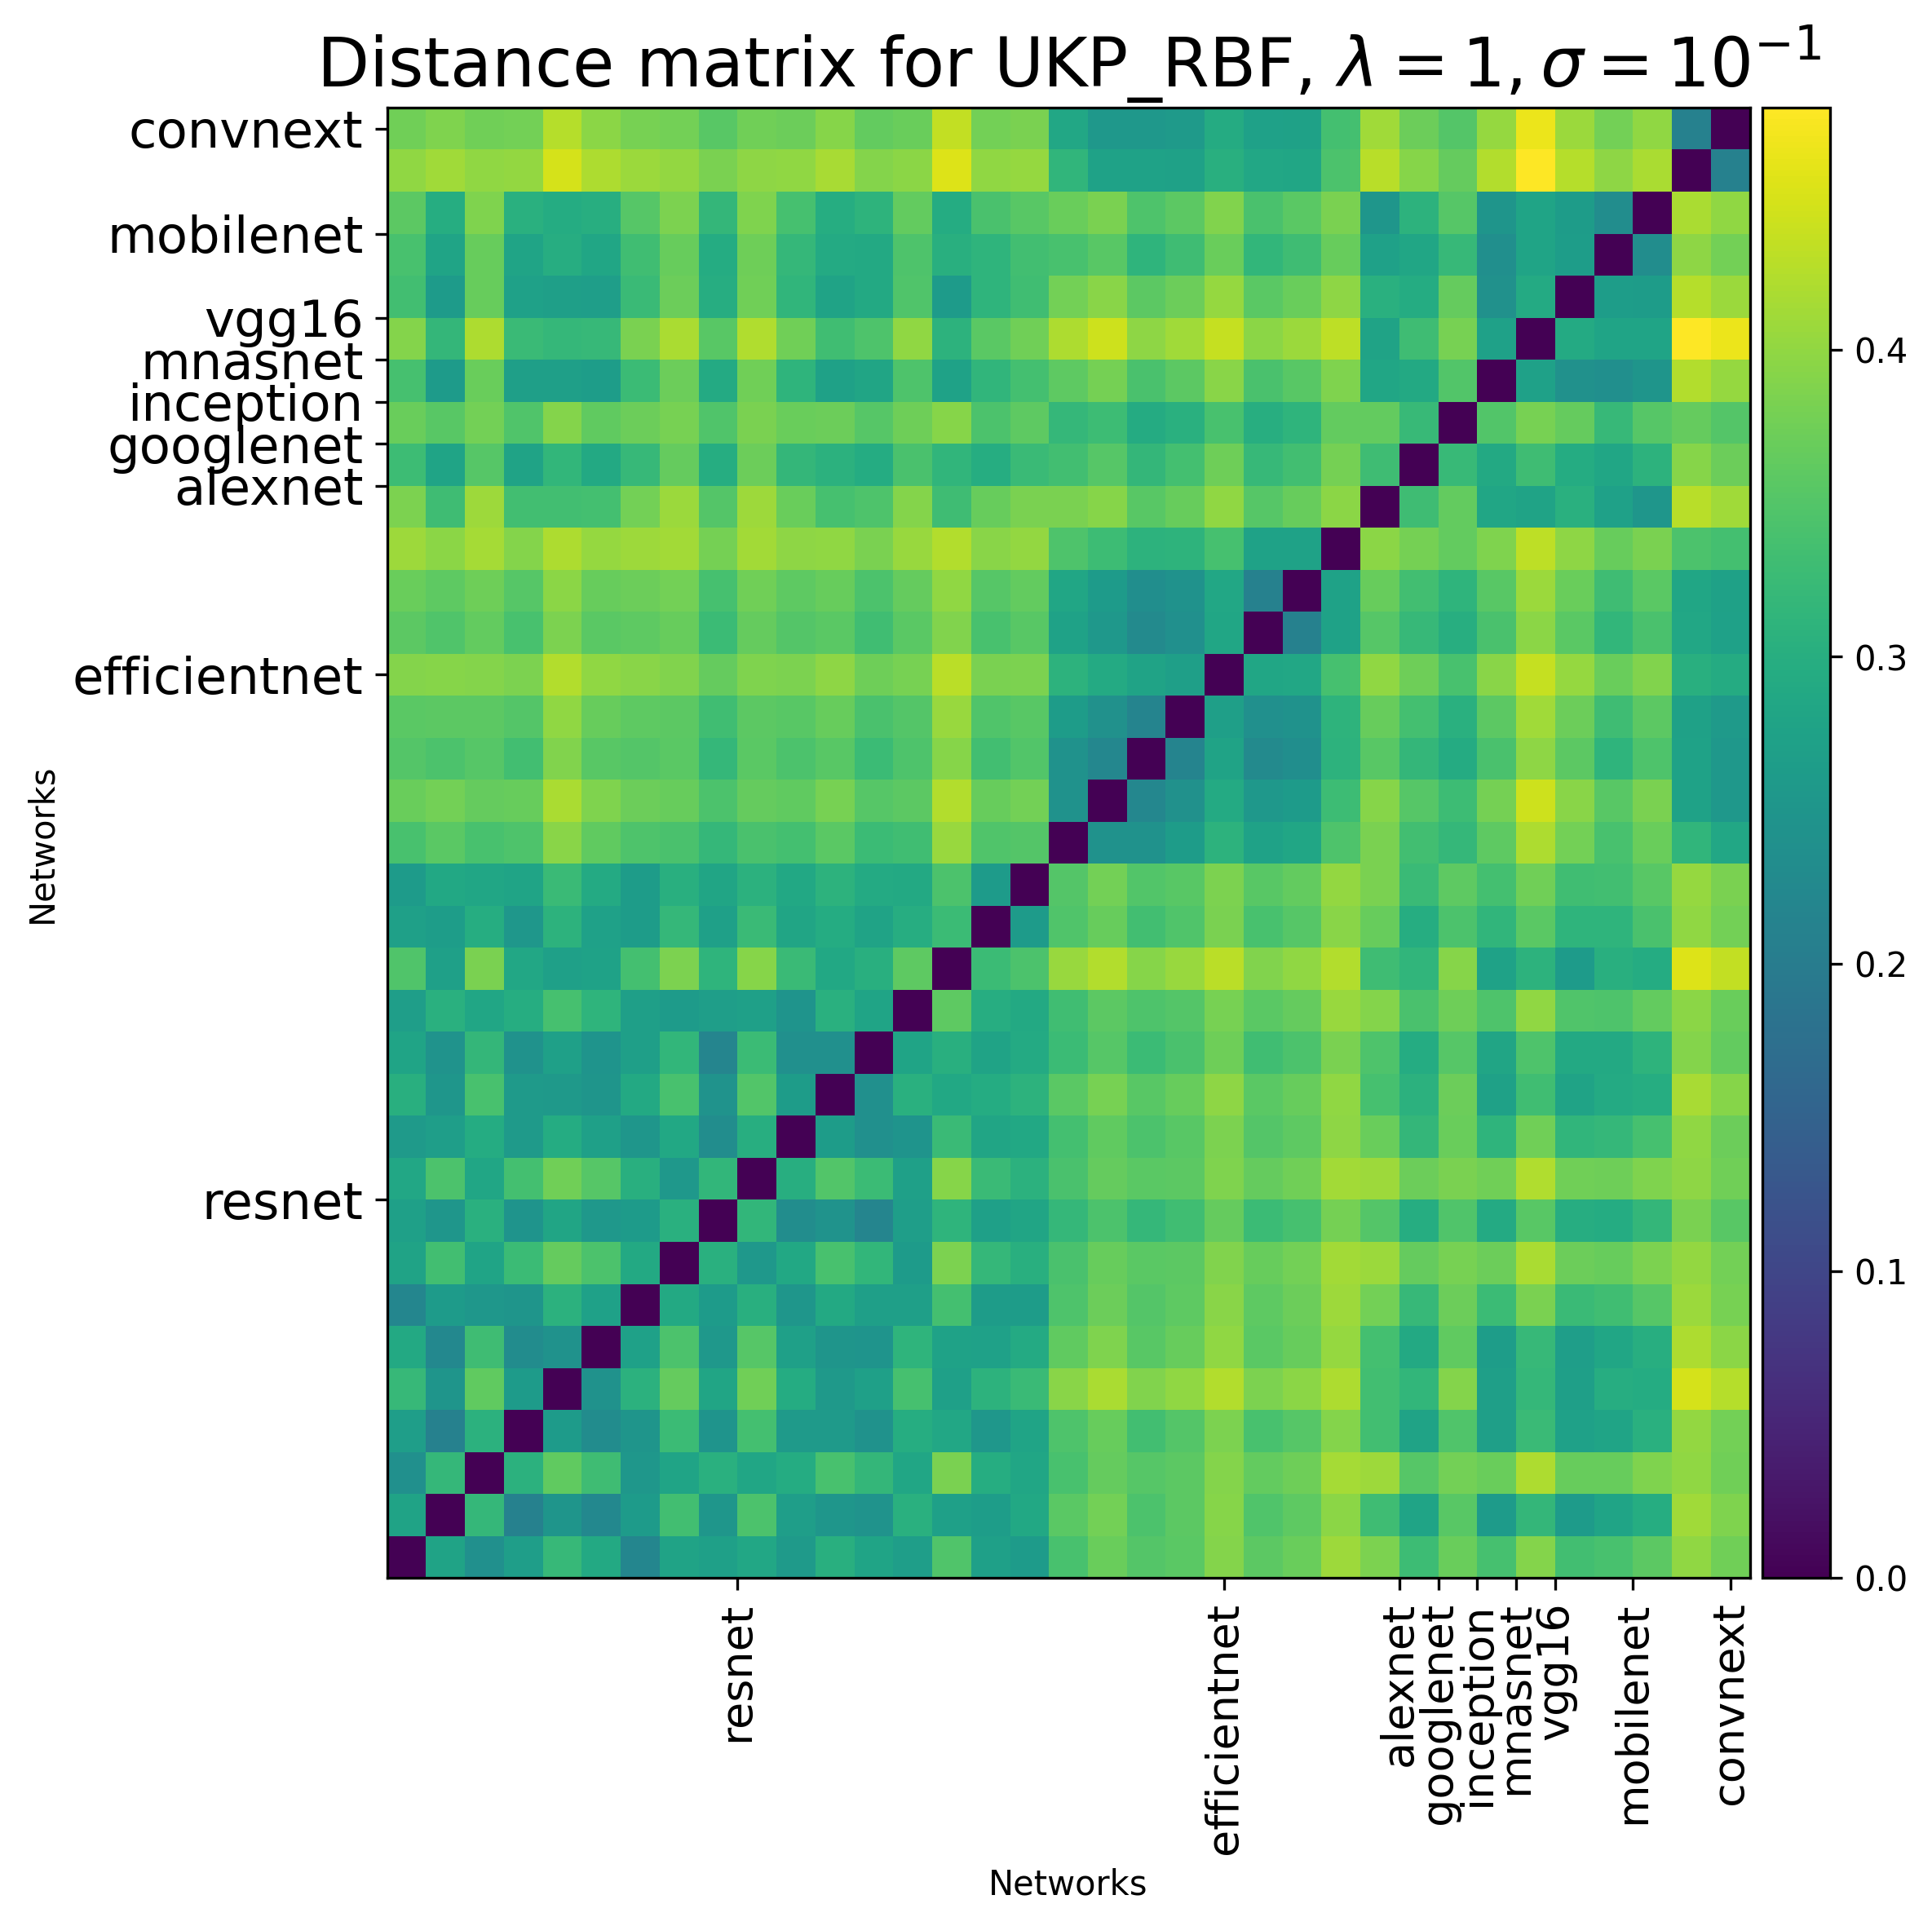 Distance matrix for UKP_RBF, λ = 1, σ = 10⁻¹
convnext
mobilenet
vgg16
mnasnet
inception
googlenet
alexnet
efficientnet
resnet
Networks
0.4
0.3
0.2
0.1
0.0
resnet
efficientnet
alexnet
googlenet
inception
mnasnet
vgg16
mobilenet
convnext
Networks